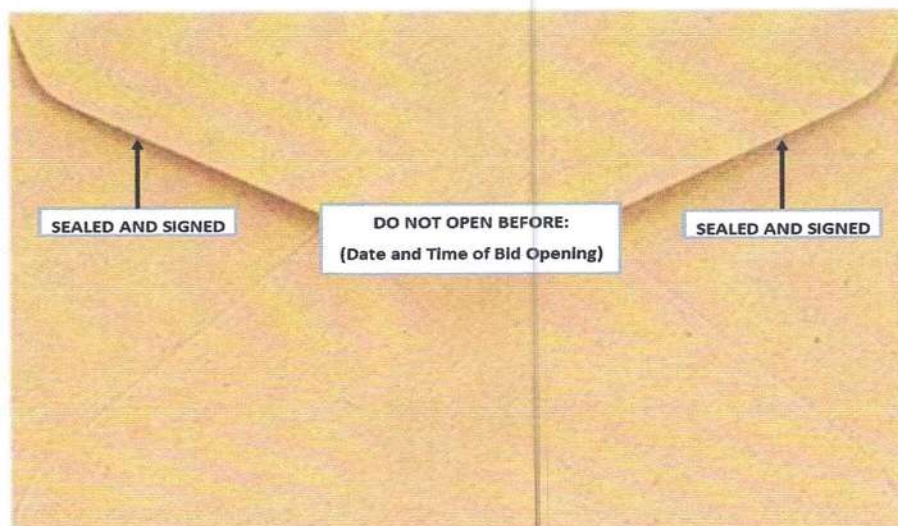 SEALED AND SIGNED
DO NOT OPEN BEFORE:
(Date and Time of Bid Opening)
SEALED AND SIGNED